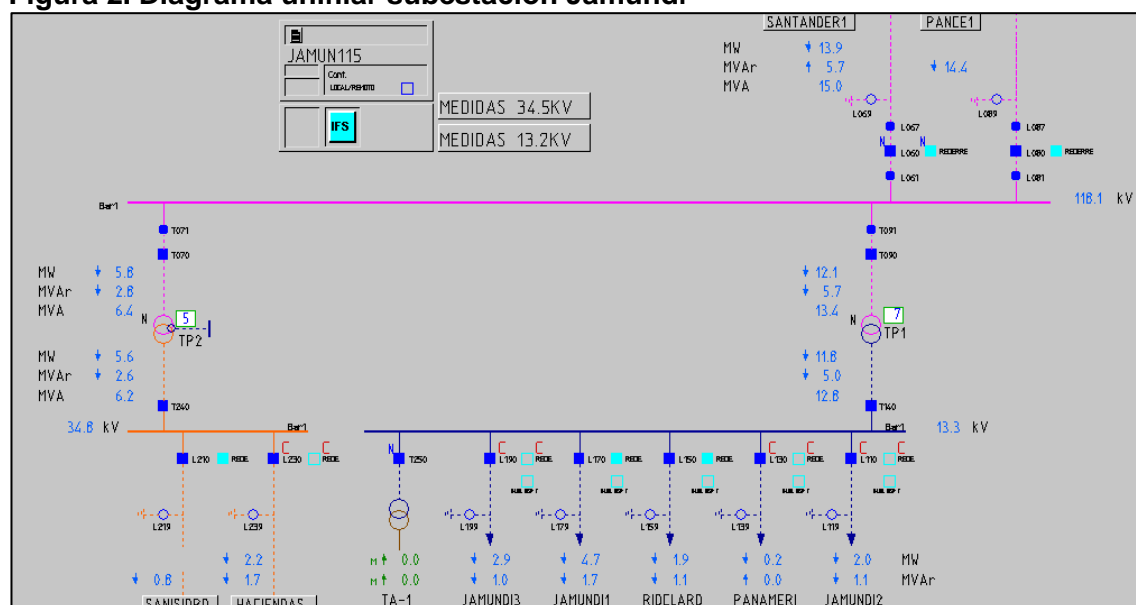 Figura 2. Diagrama unifilar subestación Jamundí
SANTANDER1 PANCE1
JAMUN115
Cont.
LOCAL/REMOTO
IFS
MEDIDAS 34.5KV
MEDIDAS 13.2KV
MW 13.9
MVAr 5.7 14.4
MVA 15.0
L069 L089
L067 L087
N N L060 RECIERRE L080 RECIERRE
L061 L081
Bar1 118.1 kV
T071 T091
T070 T090
MW 5.8 12.1
MVAr 2.8 5.7
MVA 6.4 13.4
N 5 N 7
TP2 TP1
MW 5.6 11.8
MVAr 2.6 5.0
MVA 6.2 12.8
T240 T140
34.8 kV Bar1 Bar1 13.3 kV
C C N C C C C C C
L210 REDE. L230 REDE. T250 L190 REDE. L170 REDE. L150 REDE. L130 REDE. L110 REDE.
L219 L239 L199 L179 L159 L139 L119
2.2 M 0.0 2.9 4.7 1.9 0.2 2.0 MW
0.8 1.7 M 0.0 1.0 1.7 1.1 0.0 1.1 MVAr
SANISIDRO HACIENDAS TA-1 JAMUNDI3 JAMUNDI1 RIOCLARO PANAMERI JAMUNDI2